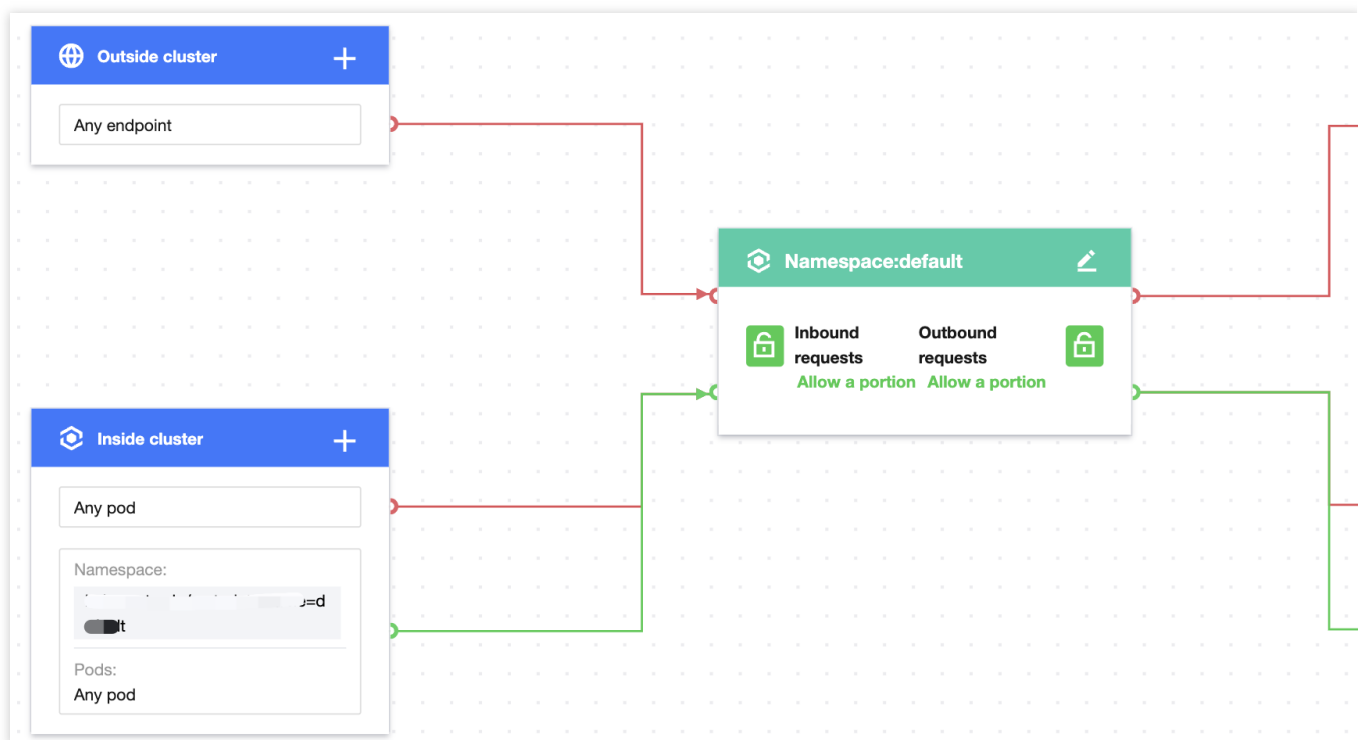 Outside cluster
Any endpoint
Namespace:default
Inbound requests
Outbound requests
Allow a portion
Allow a portion
Inside cluster
Any pod
Namespace:
=d
lt
Pods:
Any pod